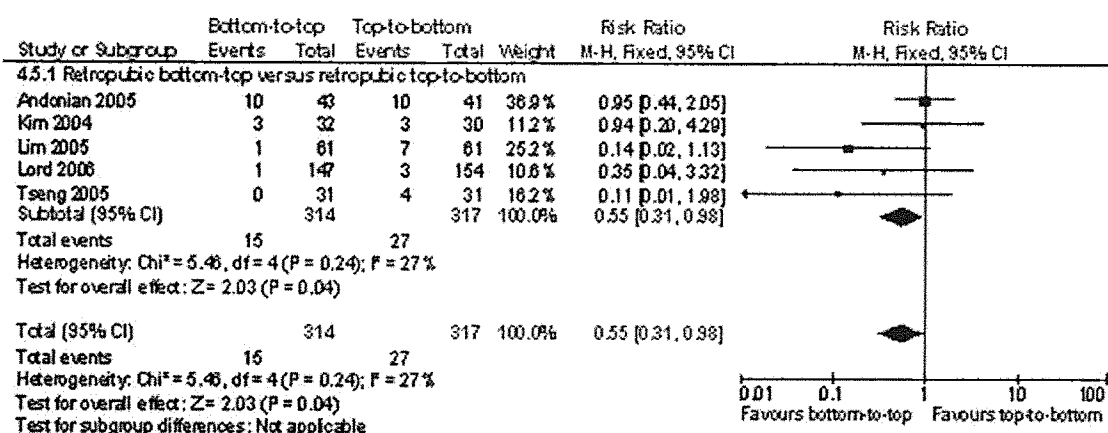 Bottom-to-top Top-to-bottom Risk Ratio Risk Ratio
Study or Subgroup Events Total Events Total Weight M-H, Fixed, 95% CI M-H, Fixed, 95% CI
4.5.1 Retropubic bottom-top versus retropubic top-to-bottom
Andonian 2005 10 43 10 41 36.9% 0.95 [0.44, 2.05]
Kim 2004 3 32 3 30 11.2% 0.94 [0.20, 4.29]
Lim 2005 1 61 7 61 25.2% 0.14 [0.02, 1.13]
Lord 2006 1 147 3 154 10.6% 0.35 [0.04, 3.32]
Tseng 2005 0 31 4 31 16.2% 0.11 [0.01, 1.98]
Subtotal (95% CI) 314 317 100.0% 0.55 [0.31, 0.98]
Total events 15 27
Heterogeneity: Chi² = 5.46, df = 4 (P = 0.24); I² = 27%
Test for overall effect: Z = 2.03 (P = 0.04)
Total (95% CI) 314 317 100.0% 0.55 [0.31, 0.98]
Total events 15 27
Heterogeneity: Chi² = 5.46, df = 4 (P = 0.24); I² = 27%
Test for overall effect: Z = 2.03 (P = 0.04)
Test for subgroup differences: Not applicable
0.01 0.1 1 10 100
Favours bottom-to-top Favours top-to-bottom